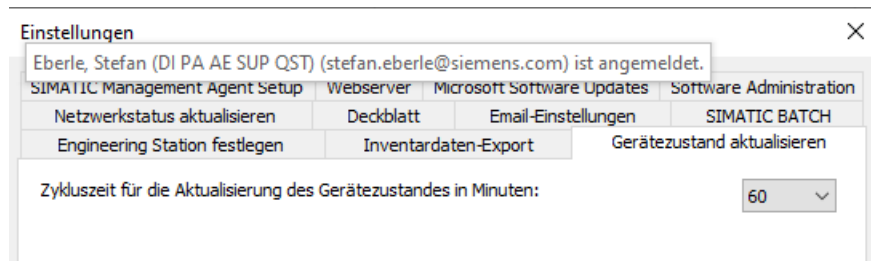 Einstellungen
Eberle, Stefan (DI PA AE SUP QST) (stefan.eberle@siemens.com) ist angemeldet.
SIMATIC Management Agent Setup Webserver Microsoft Software Updates Software Administration
Netzwerkstatus aktualisieren Deckblatt Email-Einstellungen SIMATIC BATCH
Engineering Station festlegen Inventardaten-Export Gerätezustand aktualisieren
Zykluszeit für die Aktualisierung des Gerätezustandes in Minuten: 60